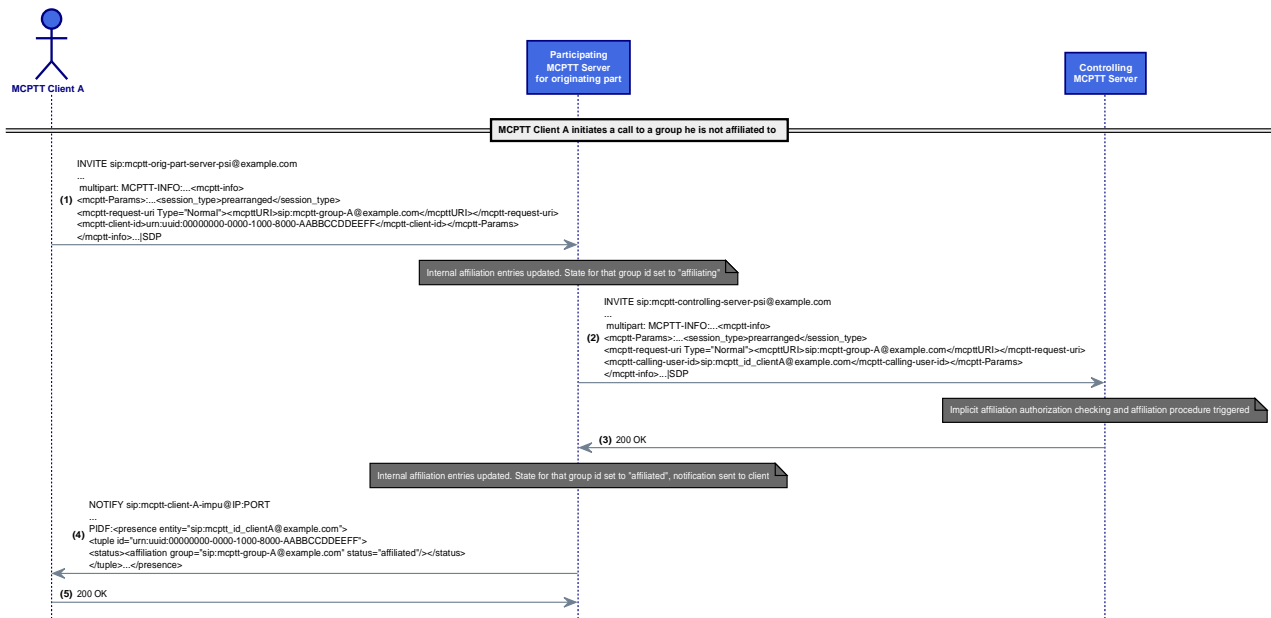 MCPTT Client A
Participating
MCPTT Server
for originating part
Controlling
MCPTT Server
MCPTT Client A initiates a call to a group he is not affiliated to
INVITE sip:mcptt-orig-part-server-psi@example.com
...
multipart: MCPTT-INFO:...<mcptt-info>
(1) <mcptt-Params>:...<session_type>prearranged</session_type>
<mcptt-request-uri Type="Normal"><mcpttURI>sip:mcptt-group-A@example.com</mcpttURI></mcptt-request-uri>
<mcptt-client-id>urn:uuid:00000000-0000-1000-8000-AABBCCDDEEFF</mcptt-client-id></mcptt-Params>
</mcptt-info>...|SDP
Internal affiliation entries updated. State for that group id set to "affiliating"
INVITE sip:mcptt-controlling-server-psi@example.com
...
multipart: MCPTT-INFO:...<mcptt-info>
(2) <mcptt-Params>:...<session_type>prearranged</session_type>
<mcptt-request-uri Type="Normal"><mcpttURI>sip:mcptt-group-A@example.com</mcpttURI></mcptt-request-uri>
<mcptt-calling-user-id>sip:mcptt_id_clientA@example.com</mcptt-calling-user-id></mcptt-Params>
</mcptt-info>...|SDP
Implicit affiliation authorization checking and affiliation procedure triggered
(3) 200 OK
Internal affiliation entries updated. State for that group id set to "affiliated", notification sent to client
NOTIFY sip:mcptt-client-A-impu@IP:PORT
...
PIDF:<presence entity="sip:mcptt_id_clientA@example.com">
(4) <tuple id="urn:uuid:00000000-0000-1000-8000-AABBCCDDEEFF">
<status><affiliation group="sip:mcptt-group-A@example.com" status="affiliated"/></status>
</tuple>...</presence>
(5) 200 OK